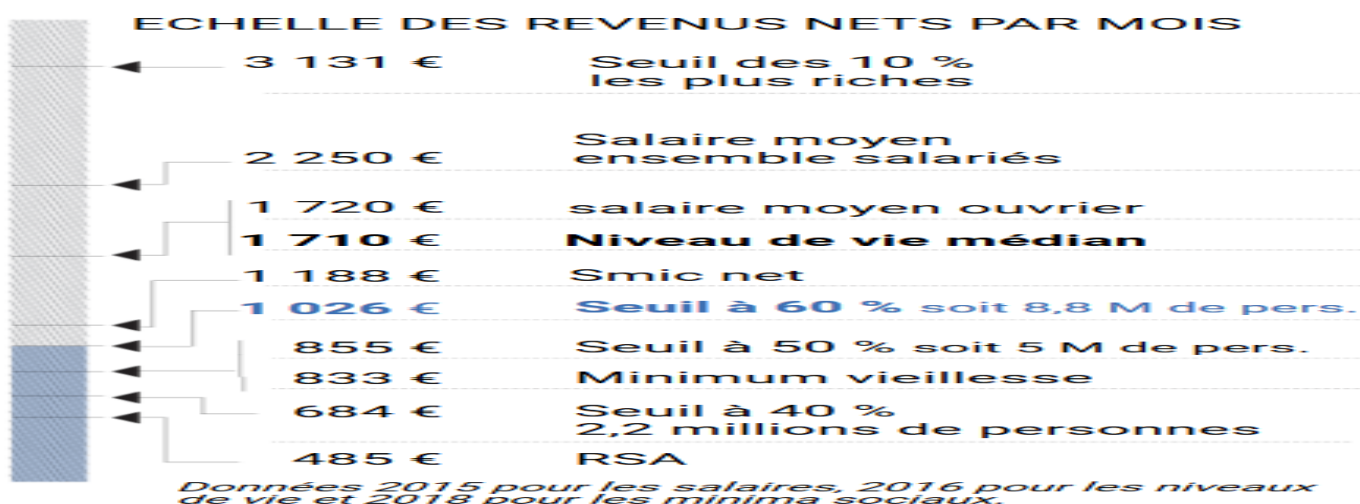 ECHELLE DES REVENUS NETS PAR MOIS
3 131 € Seuil des 10 %
les plus riches
Salaire moyen
2 250 € ensemble salariés
1 720 € salaire moyen ouvrier
1 710 € Niveau de vie médian
1 188 € Smic net
1 026 € Seuil à 60 % soit 8,8 M de pers.
855 € Seuil à 50 % soit 5 M de pers.
833 € Minimum vieillesse
684 € Seuil à 40 %
2,2 millions de personnes
485 € RSA
Données 2015 pour les salaires, 2016 pour les niveaux
de vie et 2018 pour les minima sociaux.